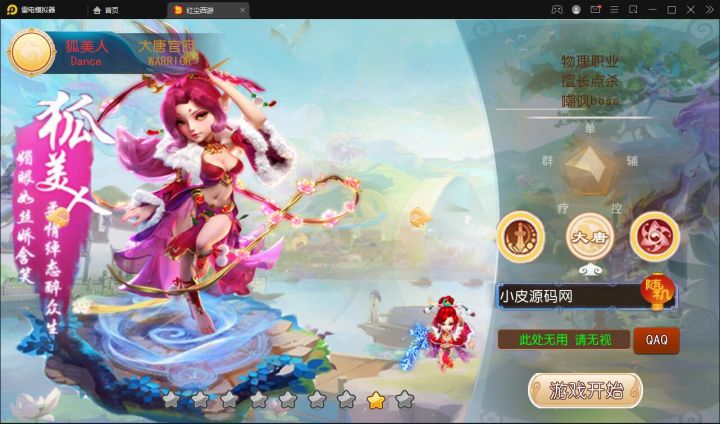 雷电模拟器
首页
红尘西游
狐美人
Dance
大唐官府
WARRIOR
狐美人
媚眼如丝娇含笑
柔情绰态醉众生
物理职业
擅长点杀
嘲讽boss
单
群
辅
疗
控
大唐
小皮源码网
随机
此处无用 请无视
QAQ
游戏开始